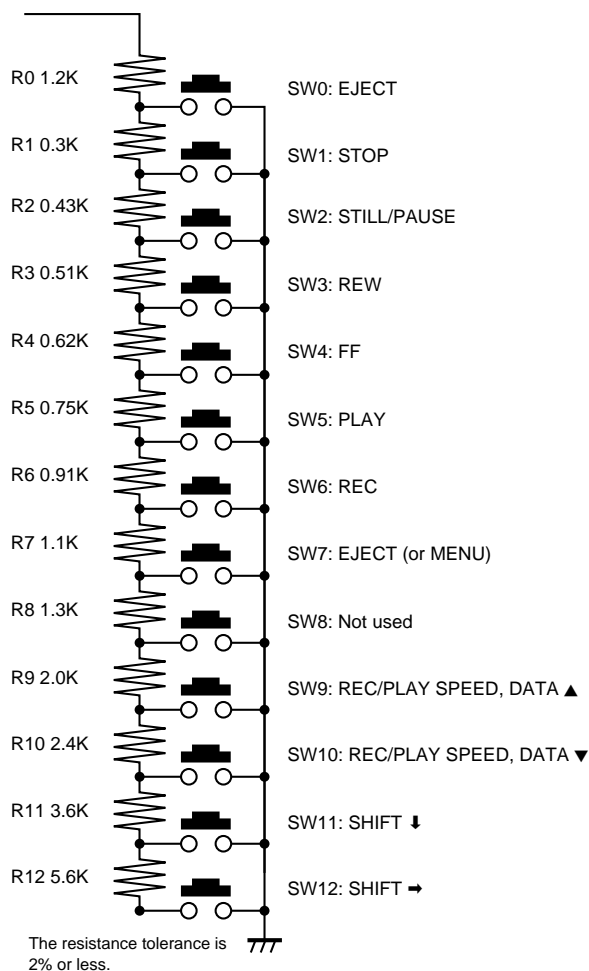 R0 1.2K
SW0: EJECT
R1 0.3K
SW1: STOP
R2 0.43K
SW2: STILL/PAUSE
R3 0.51K
SW3: REW
R4 0.62K
SW4: FF
R5 0.75K
SW5: PLAY
R6 0.91K
SW6: REC
R7 1.1K
SW7: EJECT (or MENU)
R8 1.3K
SW8: Not used
R9 2.0K
SW9: REC/PLAY SPEED, DATA ▲
R10 2.4K
SW10: REC/PLAY SPEED, DATA ▼
R11 3.6K
SW11: SHIFT ⬇
R12 5.6K
SW12: SHIFT ➡
The resistance tolerance is
2% or less.